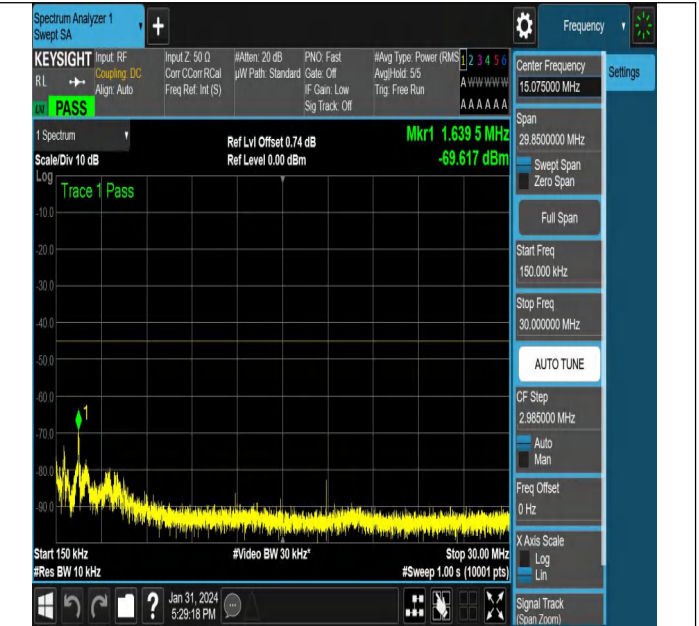 Spectrum Analyzer 1
Swept SA
+
Frequency
KEYSIGHT
RL
PASS
Input: RF
Coupling: DC
Align: Auto
Input Z: 50 Ω
Corr CCorr RCal
Freq Ref: Int (S)
#Atten: 20 dB
µW Path: Standard
PNO: Fast
Gate: Off
IF Gain: Low
Sig Track: Off
#Avg Type: Power (RMS
Avg|Hold: 5/5
Trig: Free Run
1 2 3 4 5 6
A W W W W W
A A A A A A
1 Spectrum
Scale/Div 10 dB
Ref Lvl Offset 0.74 dB
Ref Level 0.00 dBm
Mkr1 1.639 5 MHz
-69.617 dBm
Log
Trace 1 Pass
-10.0
-20.0
-30.0
-40.0
-50.0
-60.0
-70.0
-80.0
-90.0
1
Start 150 kHz
#Res BW 10 kHz
#Video BW 30 kHz*
Stop 30.00 MHz
#Sweep 1.00 s (10001 pts)
?
Jan 31, 2024
5:29:18 PM
Center Frequency
15.075000 MHz
Settings
Span
29.8500000 MHz
Swept Span
Zero Span
Full Span
Start Freq
150.000 kHz
Stop Freq
30.000000 MHz
AUTO TUNE
CF Step
2.985000 MHz
Auto
Man
Freq Offset
0 Hz
X Axis Scale
Log
Lin
Signal Track
(Span Zoom)